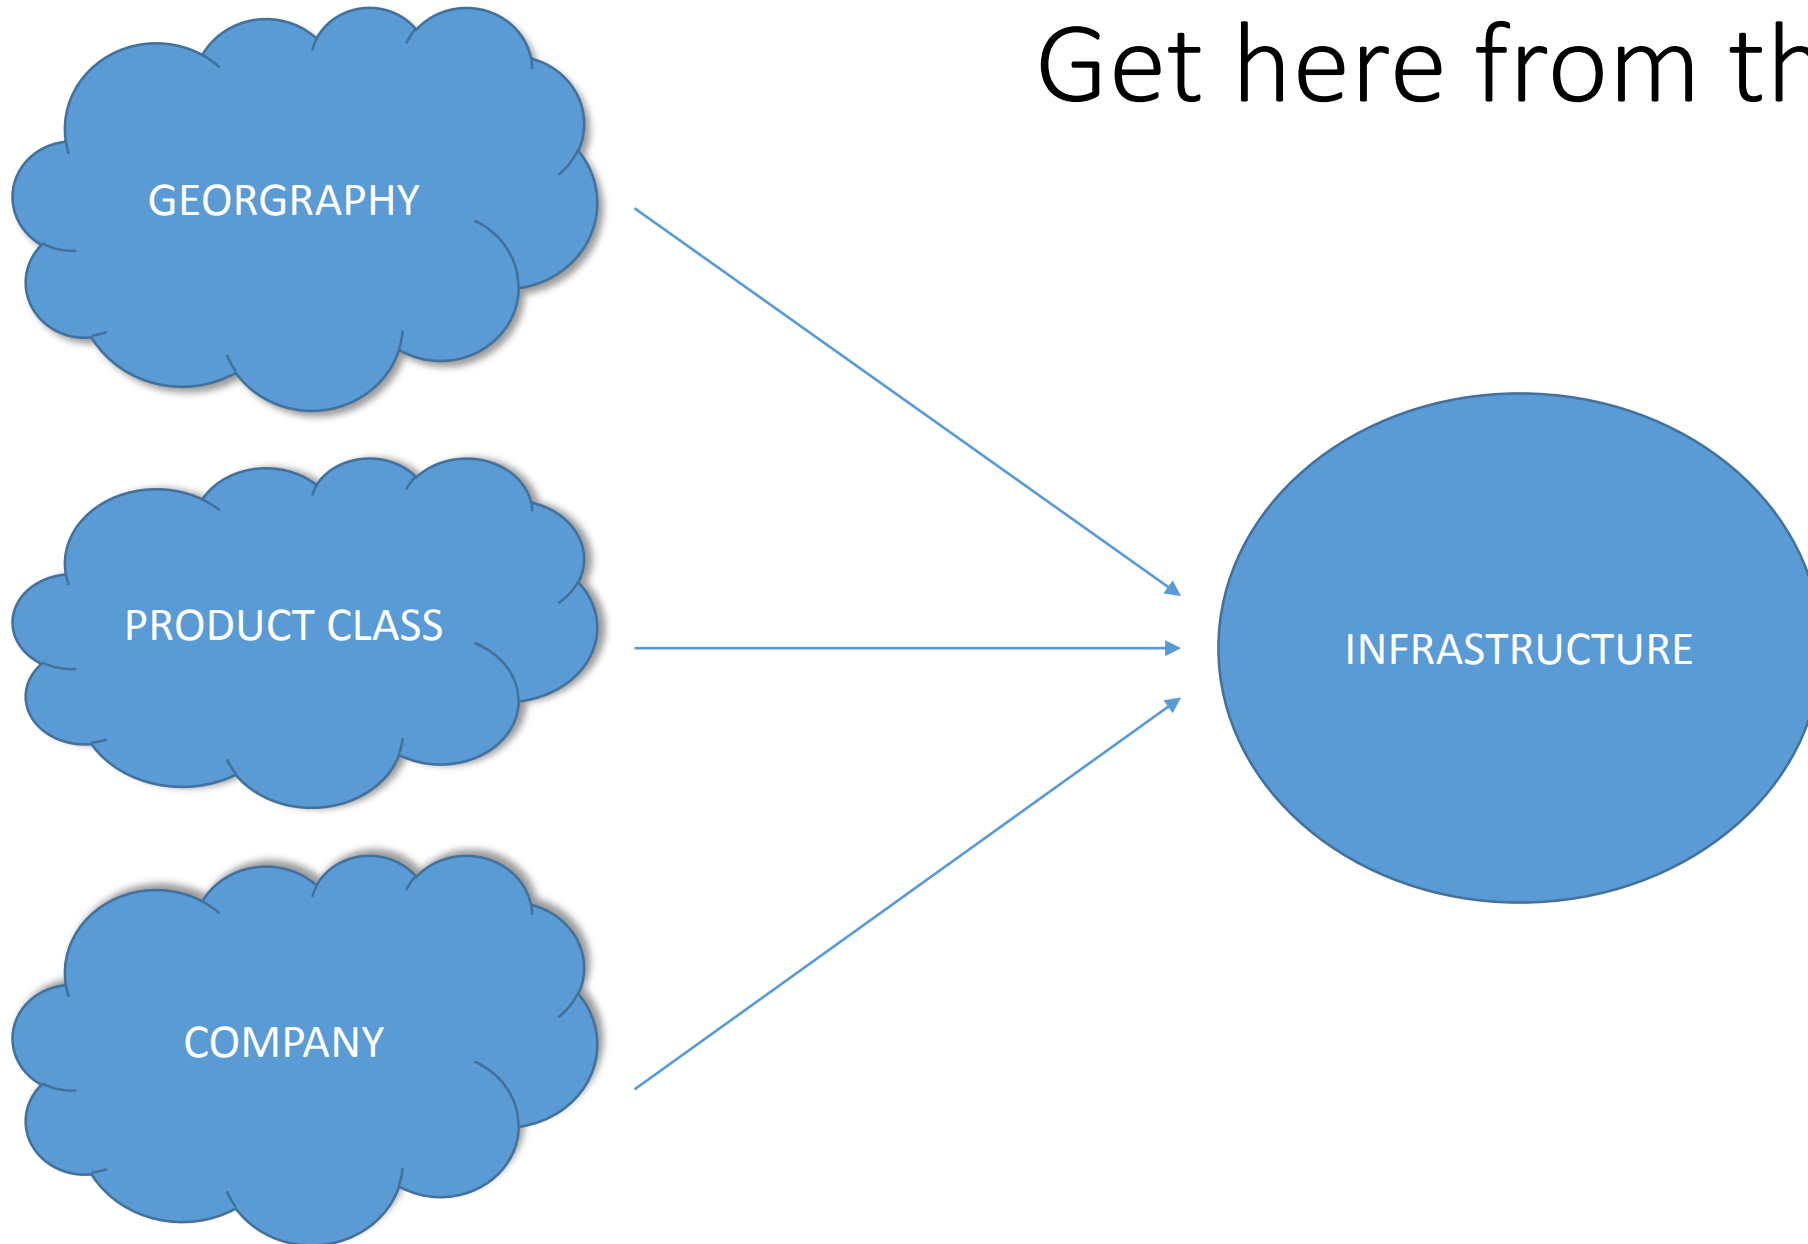 Get here from th
GEORGRAPHY
PRODUCT CLASS
INFRASTRUCTURE
COMPANY